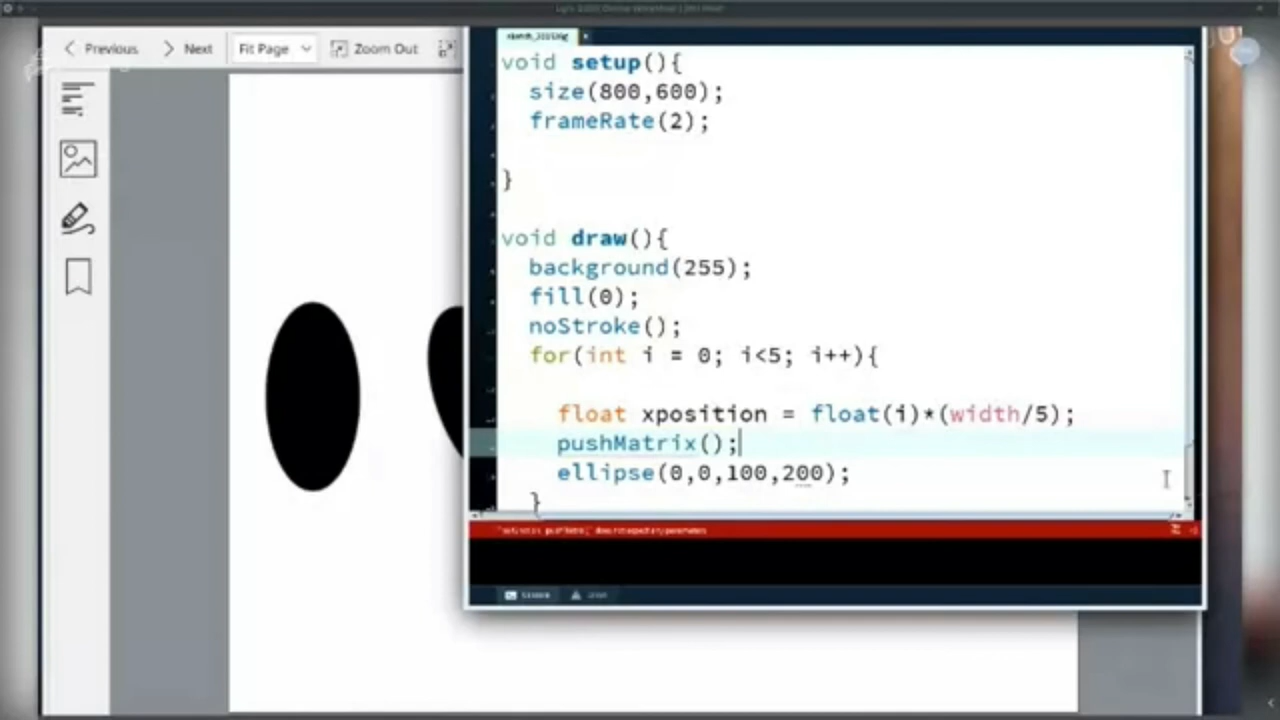 Previous
Next
Fit Page
Zoom Out
void setup(){
size(800,600);
frameRate(2);
}
void draw(){
background(255);
fill(0);
noStroke();
for(int i = 0; i<5; i++){
float xposition = float(i)*(width/5);
pushMatrix();
ellipse(0,0,100,200);
}
Console